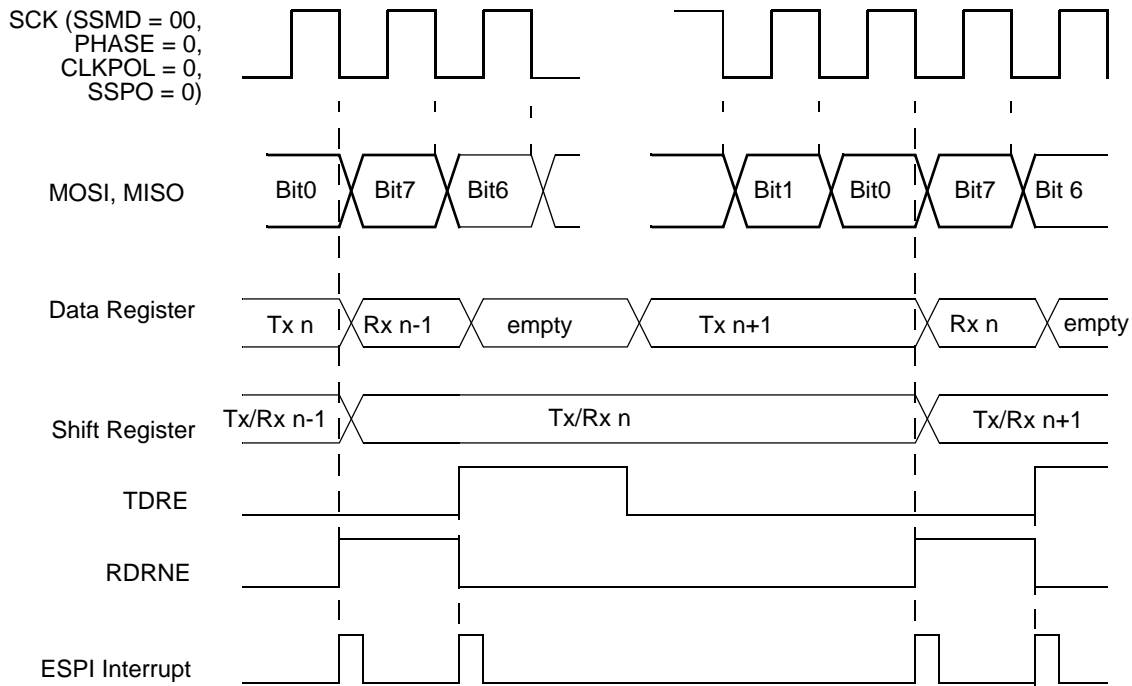 SCK (SSMD = 00,
PHASE = 0,
CLKPOL = 0,
SSPO = 0)
MOSI, MISO
Bit0
Bit7
Bit6
Bit1
Bit0
Bit7
Bit 6
Data Register
Tx n
Rx n-1
empty
Tx n+1
Rx n
empty
Shift Register
Tx/Rx n-1
Tx/Rx n
Tx/Rx n+1
TDRE
RDRNE
ESPI Interrupt